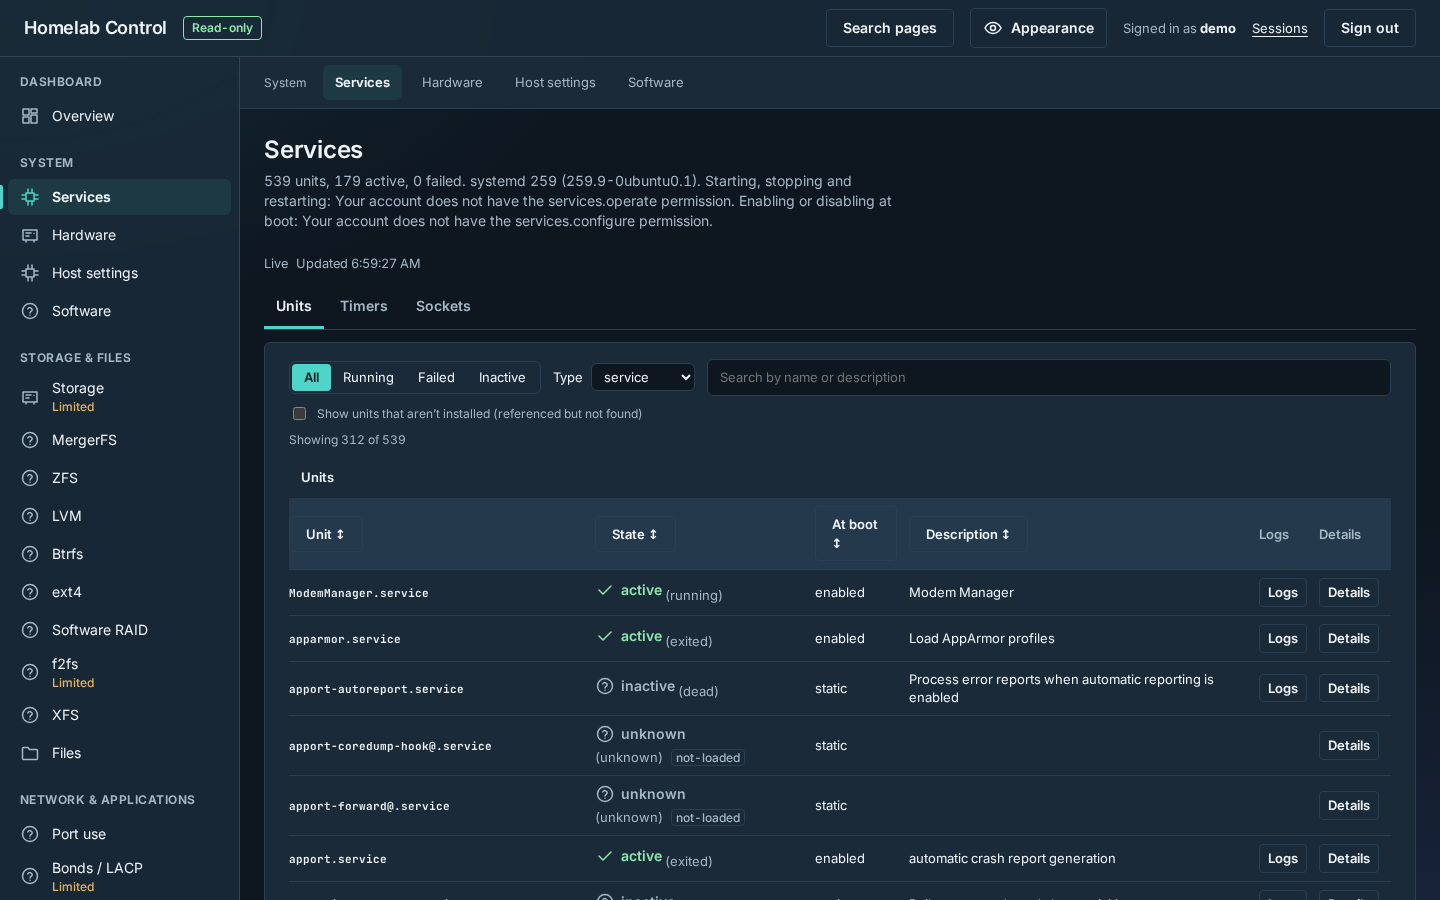 Homelab Control
Read-only
Search pages
Appearance
Signed in as demo
Sessions
Sign out
DASHBOARD
Overview
SYSTEM
Services
Hardware
Host settings
Software
STORAGE & FILES
Storage
Limited
MergerFS
ZFS
LVM
Btrfs
ext4
Software RAID
f2fs
Limited
XFS
Files
NETWORK & APPLICATIONS
Port use
Bonds / LACP
Limited
System Services Hardware Host settings Software
Services
539 units, 179 active, 0 failed. systemd 259 (259.9-0ubuntu0.1). Starting, stopping and
restarting: Your account does not have the services.operate permission. Enabling or disabling at
boot: Your account does not have the services.configure permission.
Live Updated 6:59:27 AM
Units Timers Sockets
All Running Failed Inactive Type service Search by name or description
Show units that aren't installed (referenced but not found)
Showing 312 of 539
Units
Unit ↕ State ↕ At boot ↕ Description ↕ Logs Details
ModemManager.service active (running) enabled Modem Manager Logs Details
apparmor.service active (exited) enabled Load AppArmor profiles Logs Details
apport-autoreport.service inactive (dead) static Process error reports when automatic reporting is enabled Logs Details
apport-coredump-hook@.service unknown (unknown) not-loaded static Details
apport-forward@.service unknown (unknown) not-loaded static Details
apport.service active (exited) enabled automatic crash report generation Logs Details